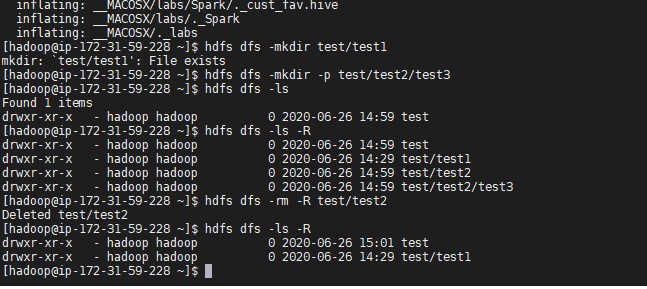 inflating: __MACOSX/labs/Spark/._cust_fav.hive
inflating: __MACOSX/labs/._Spark
inflating: __MACOSX/._labs
[hadoop@ip-172-31-59-228 ~]$ hdfs dfs -mkdir test/test1
mkdir: `test/test1': File exists
[hadoop@ip-172-31-59-228 ~]$ hdfs dfs -mkdir -p test/test2/test3
[hadoop@ip-172-31-59-228 ~]$ hdfs dfs -ls
Found 1 items
drwxr-xr-x   - hadoop hadoop          0 2020-06-26 14:59 test
[hadoop@ip-172-31-59-228 ~]$ hdfs dfs -ls -R
drwxr-xr-x   - hadoop hadoop          0 2020-06-26 14:59 test
drwxr-xr-x   - hadoop hadoop          0 2020-06-26 14:29 test/test1
drwxr-xr-x   - hadoop hadoop          0 2020-06-26 14:59 test/test2
drwxr-xr-x   - hadoop hadoop          0 2020-06-26 14:59 test/test2/test3
[hadoop@ip-172-31-59-228 ~]$ hdfs dfs -rm -R test/test2
Deleted test/test2
[hadoop@ip-172-31-59-228 ~]$ hdfs dfs -ls -R
drwxr-xr-x   - hadoop hadoop          0 2020-06-26 15:01 test
drwxr-xr-x   - hadoop hadoop          0 2020-06-26 14:29 test/test1
[hadoop@ip-172-31-59-228 ~]$